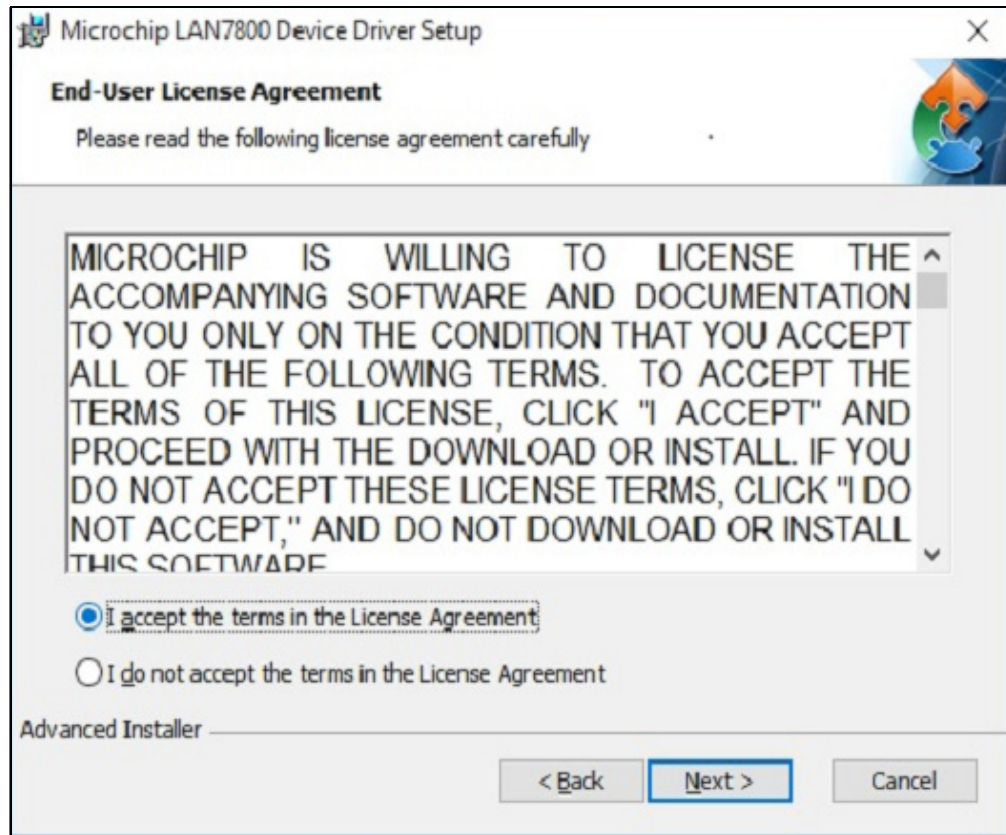 Microchip LAN7800 Device Driver Setup
End-User License Agreement
Please read the following license agreement carefully
MICROCHIP IS WILLING TO LICENSE THE
ACCOMPANYING SOFTWARE AND DOCUMENTATION
TO YOU ONLY ON THE CONDITION THAT YOU ACCEPT
ALL OF THE FOLLOWING TERMS. TO ACCEPT THE
TERMS OF THIS LICENSE, CLICK "I ACCEPT" AND
PROCEED WITH THE DOWNLOAD OR INSTALL. IF YOU
DO NOT ACCEPT THESE LICENSE TERMS, CLICK "I DO
NOT ACCEPT," AND DO NOT DOWNLOAD OR INSTALL
THIS SOFTWARE
I accept the terms in the License Agreement
I do not accept the terms in the License Agreement
Advanced Installer
< Back Next > Cancel